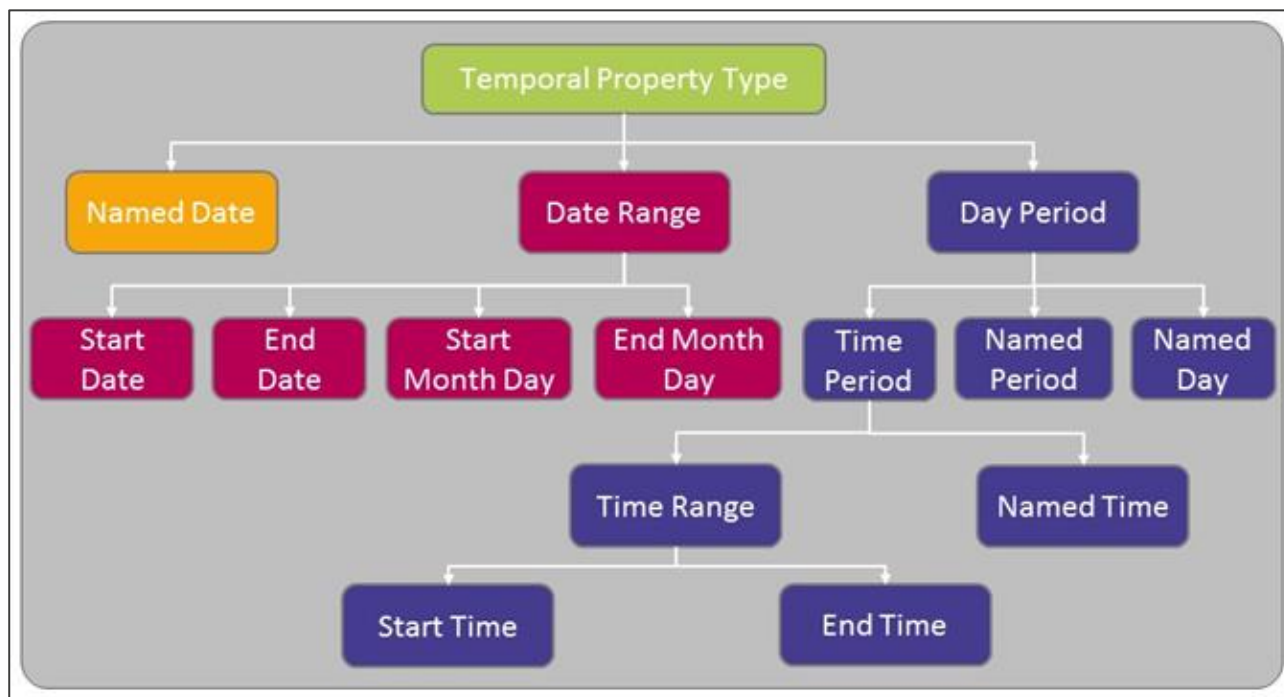 Temporal Property Type
Named Date
Date Range
Day Period
Start
Date
End
Date
Start
Month Day
End Month
Day
Time
Period
Named
Period
Named
Day
Time Range
Named Time
Start Time
End Time